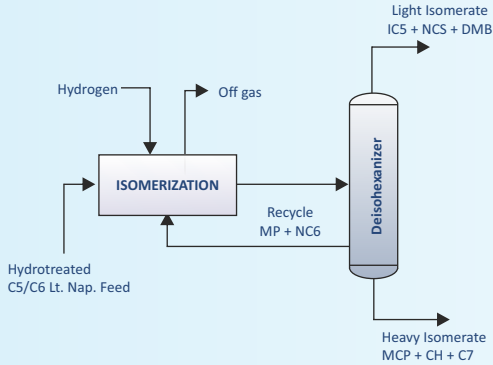 Light Isomerate
IC5 + NCS + DMB
Hydrogen
Off gas
ISOMERIZATION
Deisohexanizer
Recycle
MP + NC6
Hydrotreated
C5/C6 Lt. Nap. Feed
Heavy Isomerate
MCP + CH + C7